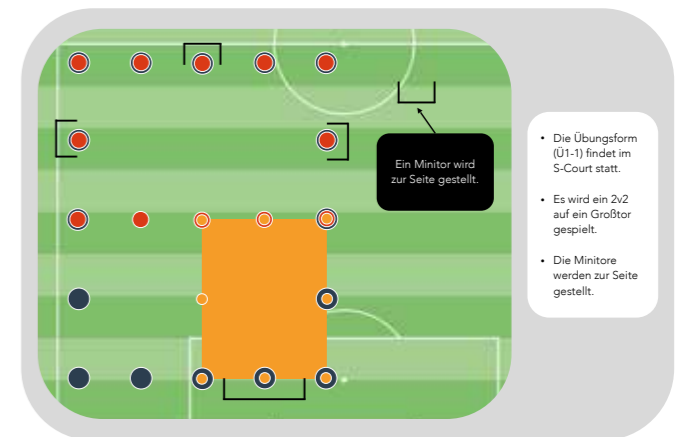 Ein Minitor wird
zur Seite gestellt.
• Die Übungsform
(Ü1-1) findet im
S-Court statt.
• Es wird ein 2v2
auf ein Großtor
gespielt.
• Die Minitore
werden zur Seite
gestellt.